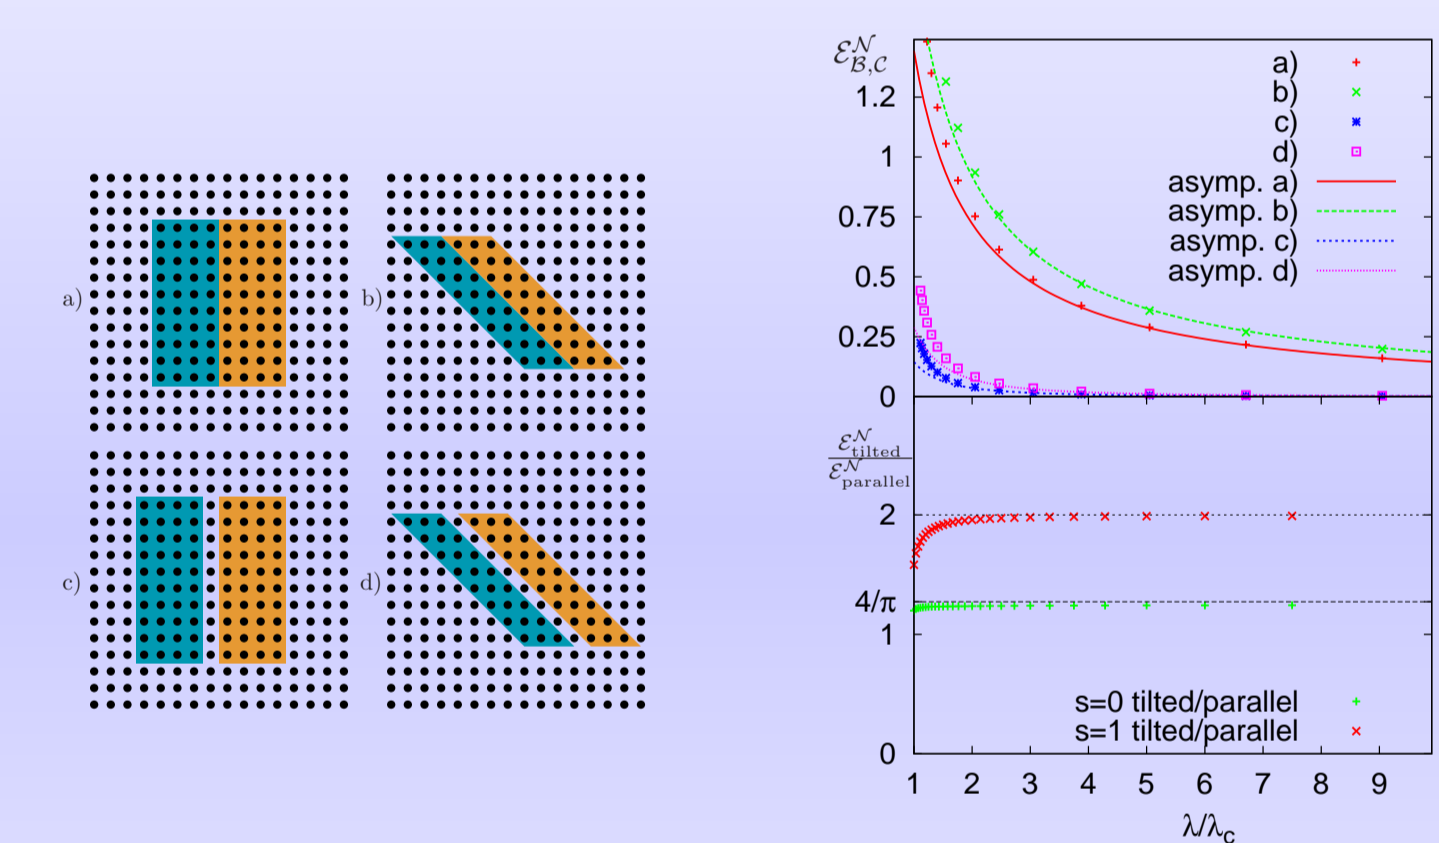 a)
b)
c)
d)
ℰ^𝒩_{ℬ,𝒞}
1.2
1
0.75
0.5
0.25
0
a)
b)
c)
d)
asymp. a)
asymp. b)
asymp. c)
asymp. d)
ℰ^𝒩_tilted
ℰ^𝒩_parallel
2
4/π
1
0
s=0 tilted/parallel
s=1 tilted/parallel
1 2 3 4 5 6 7 8 9
λ/λ_c